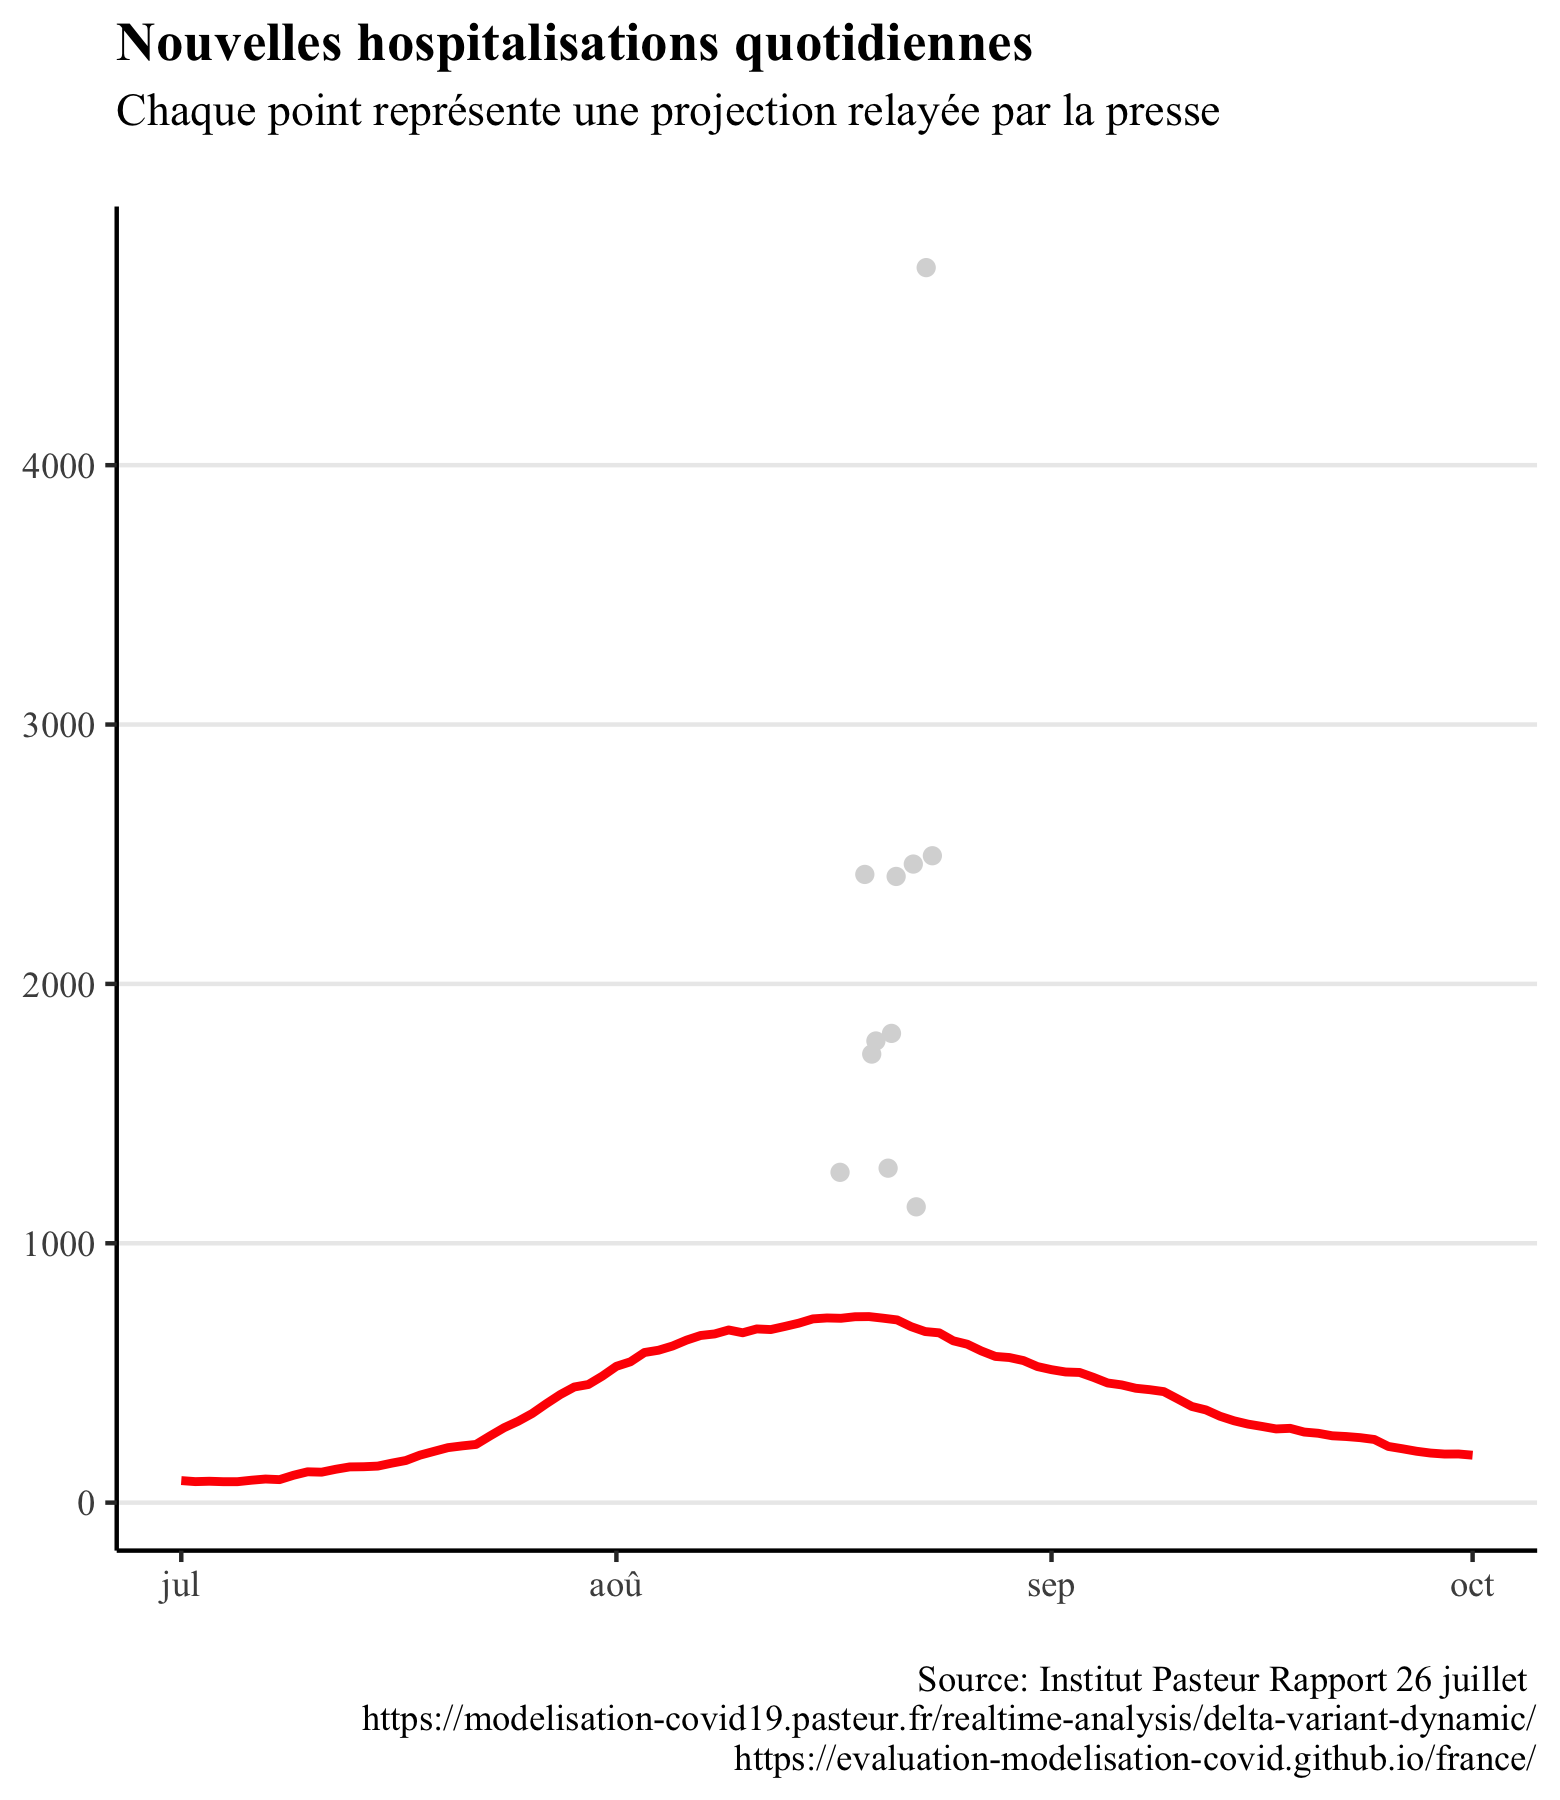 Nouvelles hospitalisations quotidiennes
Chaque point représente une projection relayée par la presse
4000
3000
2000
1000
0
jul aoû sep oct
Source: Institut Pasteur Rapport 26 juillet
https://modelisation-covid19.pasteur.fr/realtime-analysis/delta-variant-dynamic/
https://evaluation-modelisation-covid.github.io/france/